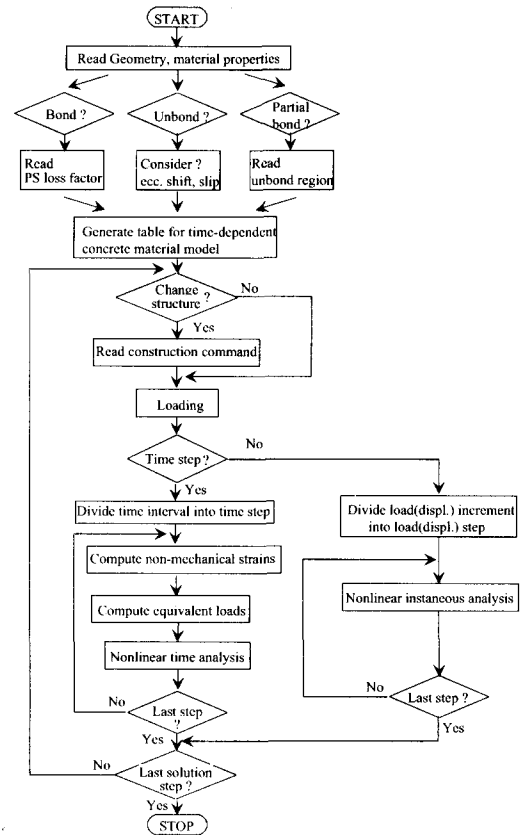 START
Read Geometry, material properties
Bond ?
Unbond ?
Partial
bond ?
Read
PS loss factor
Consider ?
ecc. shift, slip
Read
unbond region
Generate table for time-dependent
concrete material model
Change
structure ?
No
Yes
Read construction command
Loading
Time step ?
No
Yes
Divide time interval into time step
Divide load(displ.) increment
into load(displ.) step
Compute non-mechanical strains
Nonlinear instaneous analysis
Compute equivalent loads
Nonlinear time analysis
No
Last step
?
Yes
No
Last step ?
Yes
No
Last solution
step ?
Yes
STOP